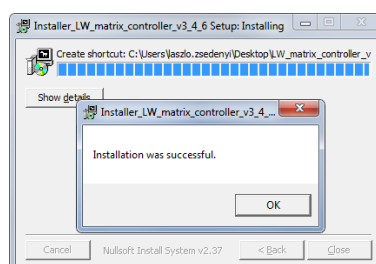 Installer_LW_matrix_controller_v3_4_6 Setup: Installing
Create shortcut: C:\Users\laszlo.zsedenyi\Desktop\LW_matrix_controller_v
Show details
Installer_LW_matrix_controller_v3_4_...
Installation was successful.
OK
Cancel
Nullsoft Install System v2.37
< Back
Close